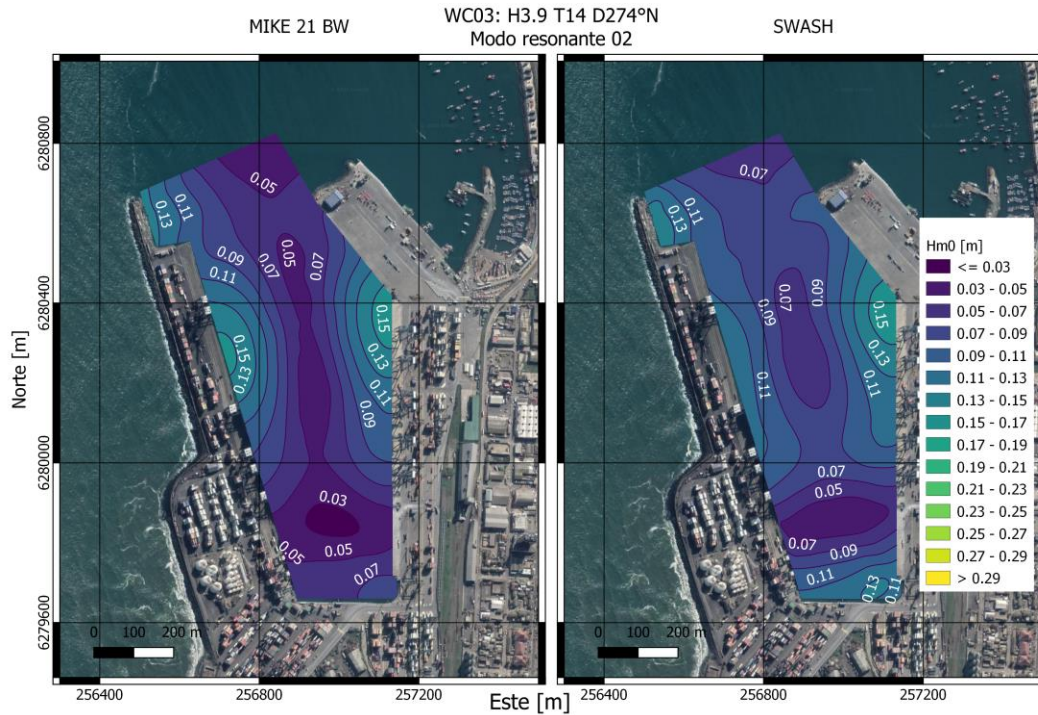 WC03: H3.9 T14 D274°N
MIKE 21 BW
SWASH
Modo resonante 02
Norte [m]
6280800
6280400
6280000
6279600
0.05
0.11
0.13
0.09
0.07
0.05
0.07
0.11
0.15
0.13
0.15
0.13
0.11
0.09
0.03
0.05
0.05
0.07
0 100 200 m
256400
256800
257200
0.07
0.11
0.13
0.09
0.07
0.09
0.15
0.13
0.11
0.11
0.07
0.05
0.07
0.09
0.11
0.13
0.11
0 100 200 m
256400
256800
257200
Este [m]
Hm0 [m]
<= 0.03
0.03 - 0.05
0.05 - 0.07
0.07 - 0.09
0.09 - 0.11
0.11 - 0.13
0.13 - 0.15
0.15 - 0.17
0.17 - 0.19
0.19 - 0.21
0.21 - 0.23
0.23 - 0.25
0.25 - 0.27
0.27 - 0.29
> 0.29